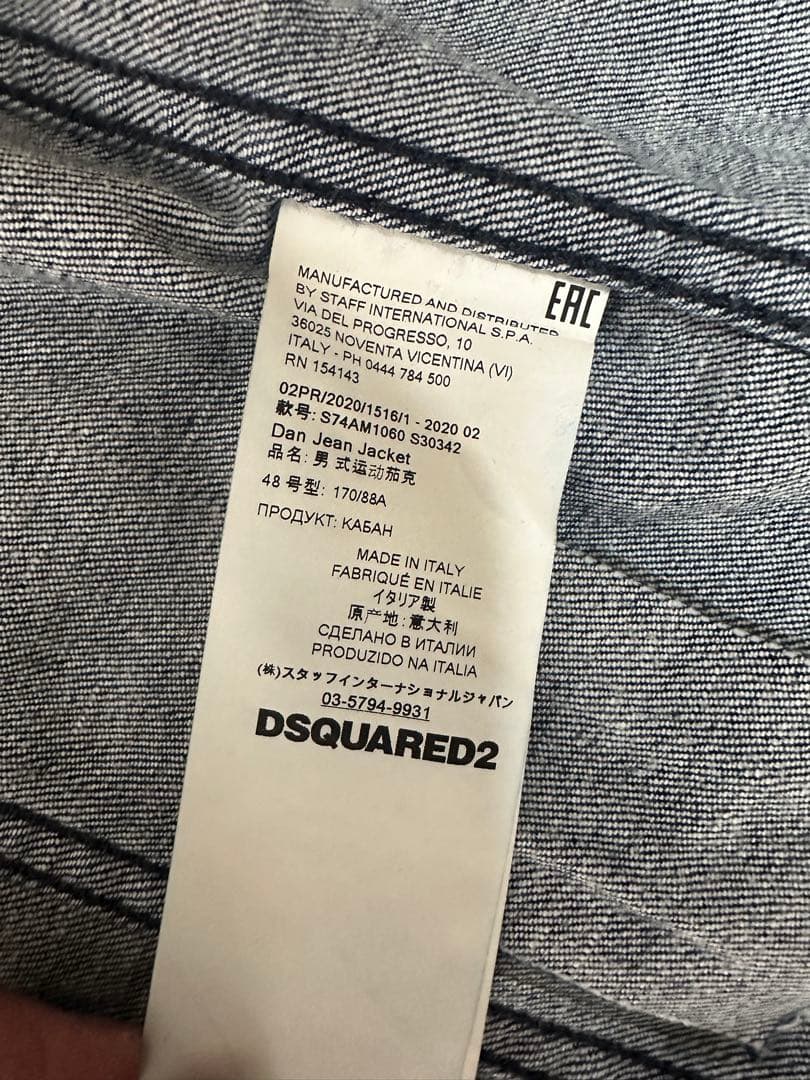 EAC
MANUFACTURED AND DISTRIBUTED
BY STAFF INTERNATIONAL S.P.A.
VIA DEL PROGRESSO, 10
36025 NOVENTA VICENTINA (VI)
ITALY - PH 0444 784 500
RN 154143
02PR/2020/1516/1 - 2020 02
款号: S74AM1060 S30342
Dan Jean Jacket
品名: 男 式运动茄克
48 号型: 170/88A
ПРОДУКТ: КАБАН
MADE IN ITALY
FABRIQUÉ EN ITALIE
イタリア製
原产地: 意大利
СДЕЛАНО В ИТАЛИИ
PRODUZIDO NA ITALIA
(株)スタッフインターナショナルジャパン
03-5794-9931
DSQUARED2